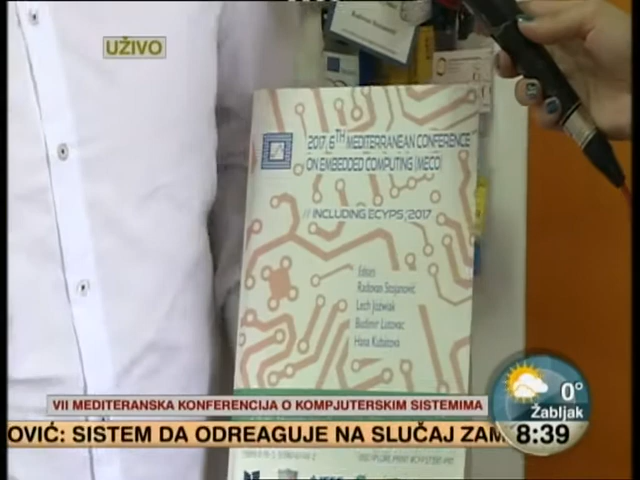 UŽIVO
2017, 6TH MEDITERRANEAN CONFERENCE
ON EMBEDDED COMPUTING (MECO)
// INCLUDING ECYPS '2017
Editors
Radovan Stojanović
Lech Jozwiak
Budimir Lutovac
Hana Kubatova
VII MEDITERANSKA KONFERENCIJA O KOMPJUTERSKIM SISTEMIMA
OVIĆ: SISTEM DA ODREAGUJE NA SLUČAJ ZAM
0°
Žabljak
8:39